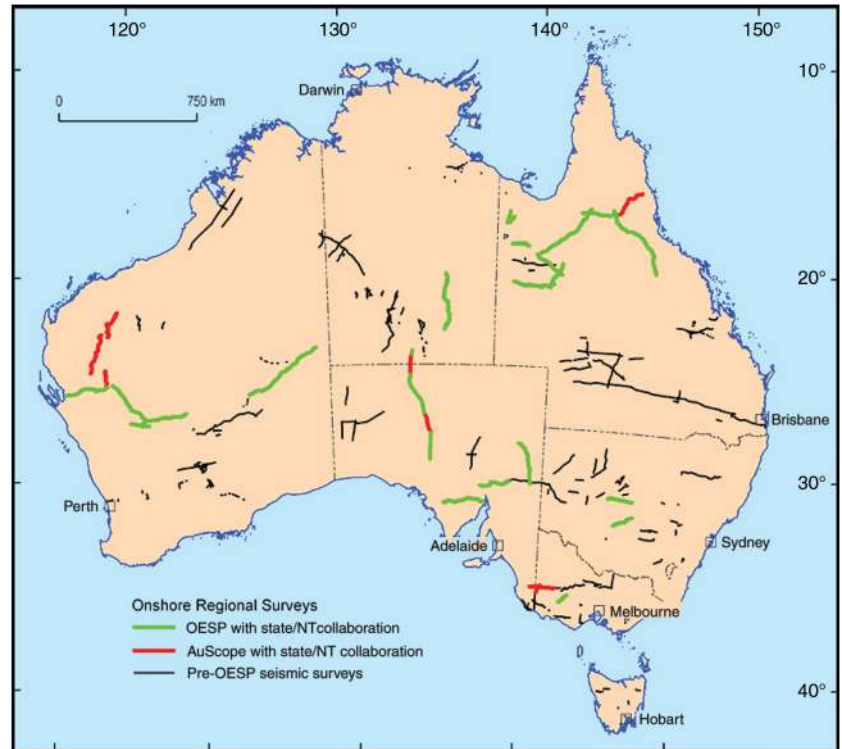 120°
130°
140°
150°
10°
20°
30°
40°
0
750 km
Darwin
Brisbane
Perth
Adelaide
Sydney
Melbourne
Hobart
Onshore Regional Surveys
OESP with state/NTcollaboration
AuScope with state/NT collaboration
Pre-OESP seismic surveys